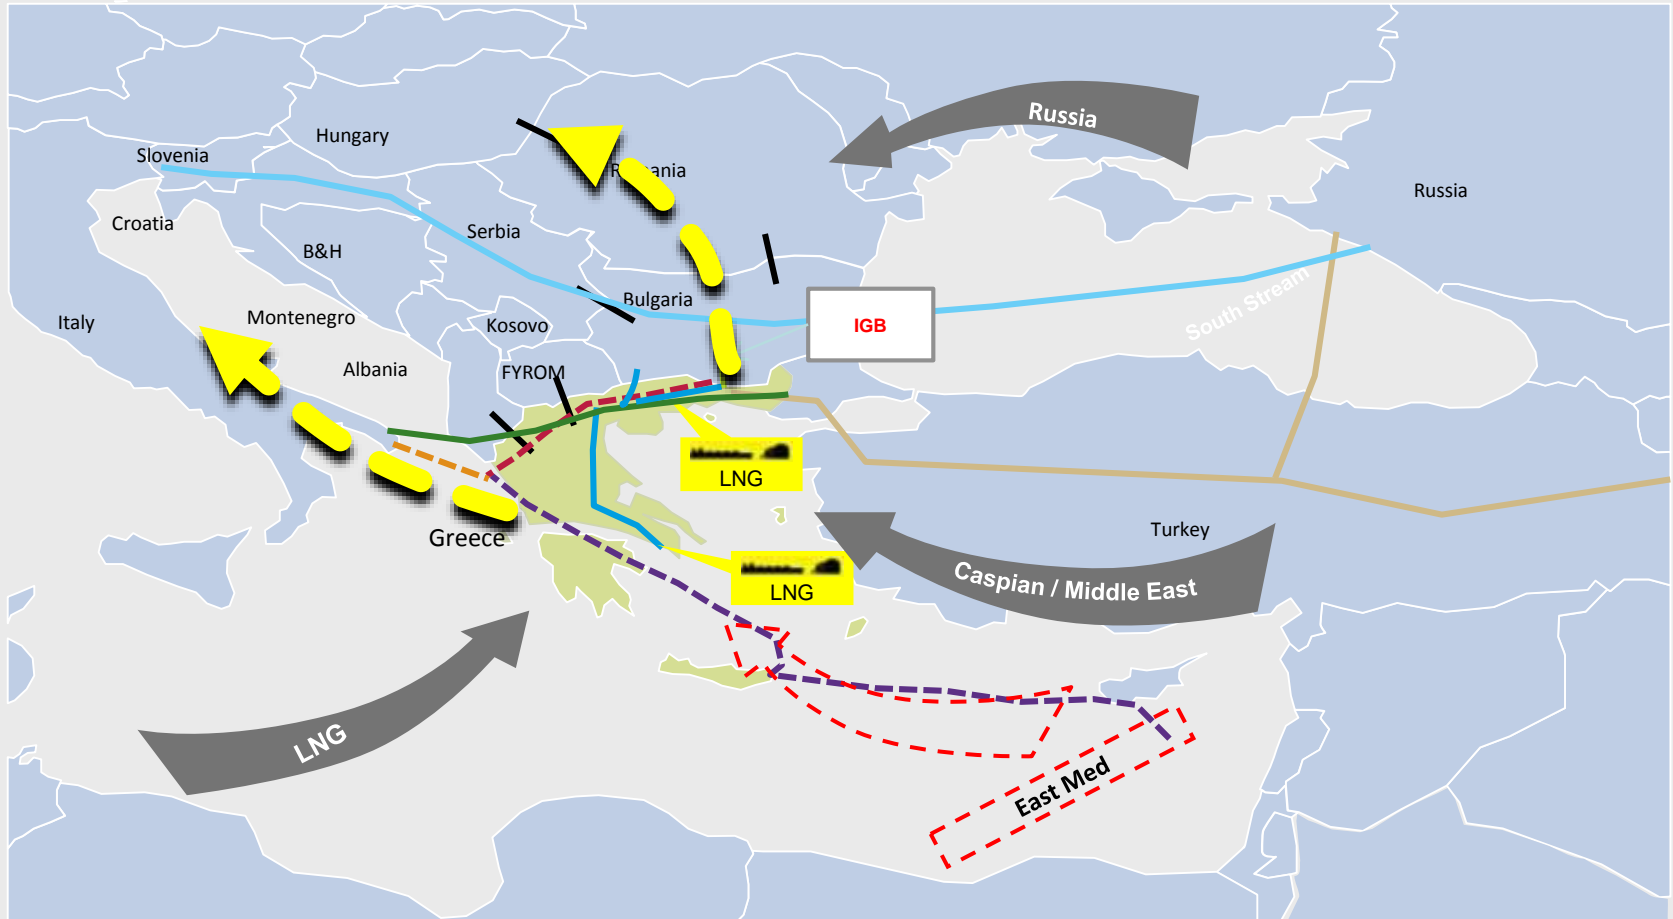 Russia
Hungary
Slovenia
Romania
Russia
Croatia
Serbia
B&H
South Stream
Bulgaria
Italy
Montenegro
Kosovo
IGB
Albania
FYROM
LNG
Greece
Turkey
Caspian / Middle East
LNG
LNG
East Med